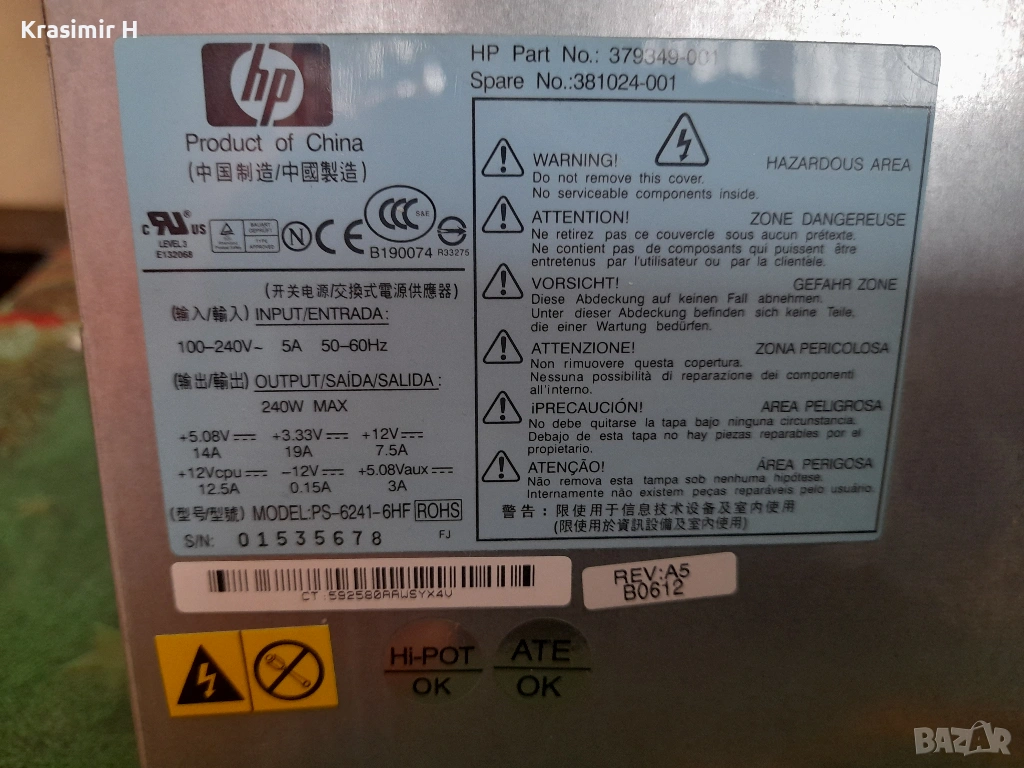 Krasimir H
hp
HP Part No.: 379349-001
Spare No.:381024-001
Product of China
(中国制造/中國製造)
c RU US
LEVEL 3
E132068
N CE CCC S&E
B190074 R33275
(开关电源/交換式電源供應器)
(输入/輸入) INPUT/ENTRADA:
100-240V~ 5A 50-60Hz
(输出/輸出) OUTPUT/SAÍDA/SALIDA:
240W MAX
+5.08V +3.33V +12V
14A 19A 7.5A
+12Vcpu -12V +5.08Vaux
12.5A 0.15A 3A
(型号/型號) MODEL:PS-6241-6HF ROHS
S/N: 01535678 FJ
WARNING! HAZARDOUS AREA
Do not remove this cover.
No serviceable components inside.
ATTENTION! ZONE DANGEREUSE
Ne retirez pas ce couvercle sous aucun prétexte.
Ne contient pas de composants qui puissent être
entretenus par l'utilisateur ou par la clientèle.
VORSICHT! GEFAHR ZONE
Diese Abdeckung auf keinen Fall abnehmen.
Unter dieser Abdeckung befinden sich keine Teile,
die einer Wartung bedürfen.
ATTENZIONE! ZONA PERICOLOSA
Non rimuovere questa copertura.
Nessuna possibilità di reparazione dei componenti
all'interno.
¡PRECAUCIÓN! AREA PELIGROSA
No debe quitarse la tapa bajo ninguna circunstancia.
Debajo de esta tapa no hay piezas reparables por el
propietario.
ATENÇÃO! ÁREA PERIGOSA
Não remova esta tampa sob nenhuma hipótese.
Internamente não existem peças reparáveis pelo usuário.
警告: 限使用于信息技术设备及室内使用
(限使用於資訊設備及室內使用)
CT:592580AAWSYX4V
REV:A5
B0612
Hi-POT
OK
ATE
OK
BAZAR